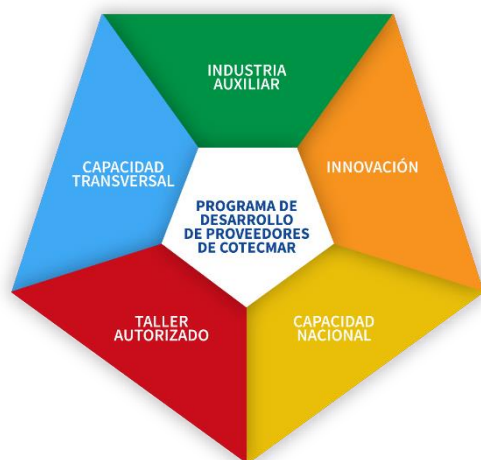 INDUSTRIA
AUXILIAR
CAPACIDAD
TRANSVERSAL
INNOVACIÓN
PROGRAMA DE
DESARROLLO
DE PROVEEDORES
DE COTECMAR
TALLER
AUTORIZADO
CAPACIDAD
NACIONAL